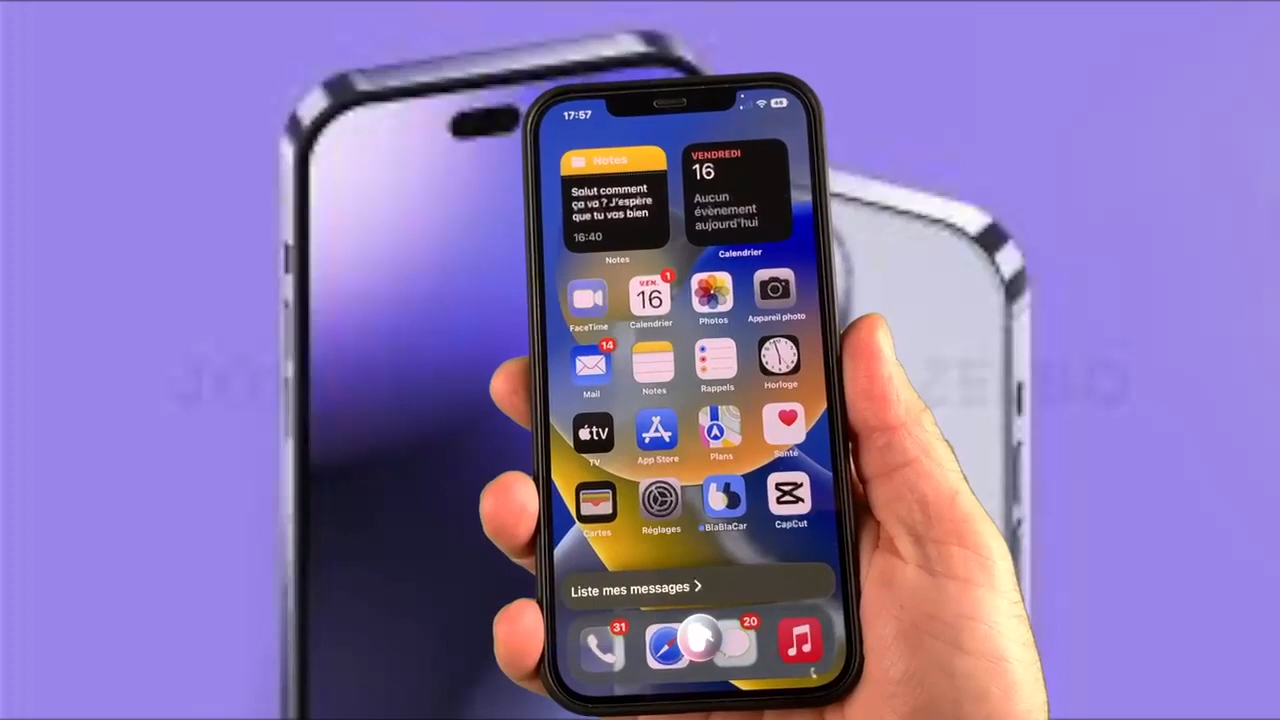 17:57
46
Notes
Salut comment
ça va ? J'espère
que tu vas bien
16:40
Notes
VENDREDI
16
Aucun
évènement
aujourd'hui
Calendrier
FaceTime
VEN.
16
1
Calendrier
Photos
Appareil photo
14
Mail
Notes
Rappels
Horloge
tv
TV
App Store
Plans
Santé
Cartes
Réglages
BlaBlaCar
CapCut
Liste mes messages >
31
20